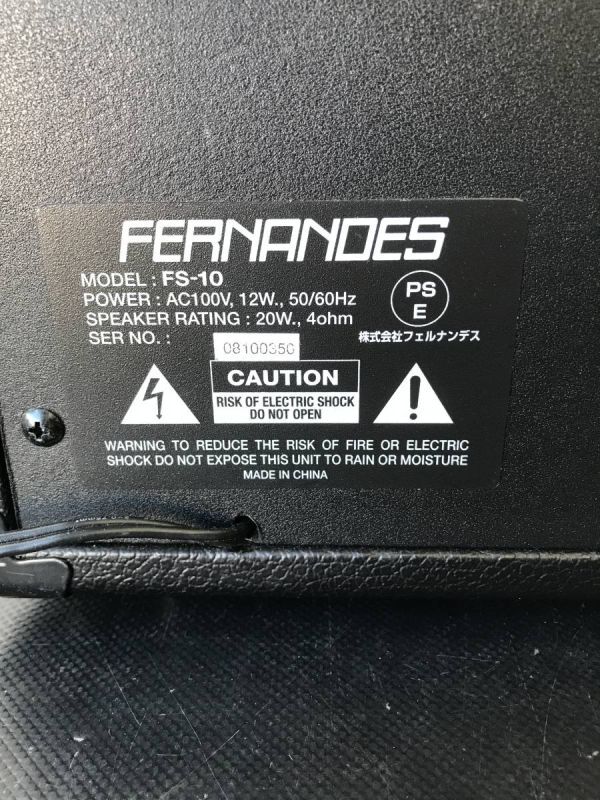 FERNANDES
MODEL : FS-10
POWER : AC100V, 12W., 50/60Hz
SPEAKER RATING : 20W., 4ohm
SER NO. : 08100350
PS
E
株式会社フェルナンデス
CAUTION
RISK OF ELECTRIC SHOCK
DO NOT OPEN
WARNING TO REDUCE THE RISK OF FIRE OR ELECTRIC
SHOCK DO NOT EXPOSE THIS UNIT TO RAIN OR MOISTURE
MADE IN CHINA